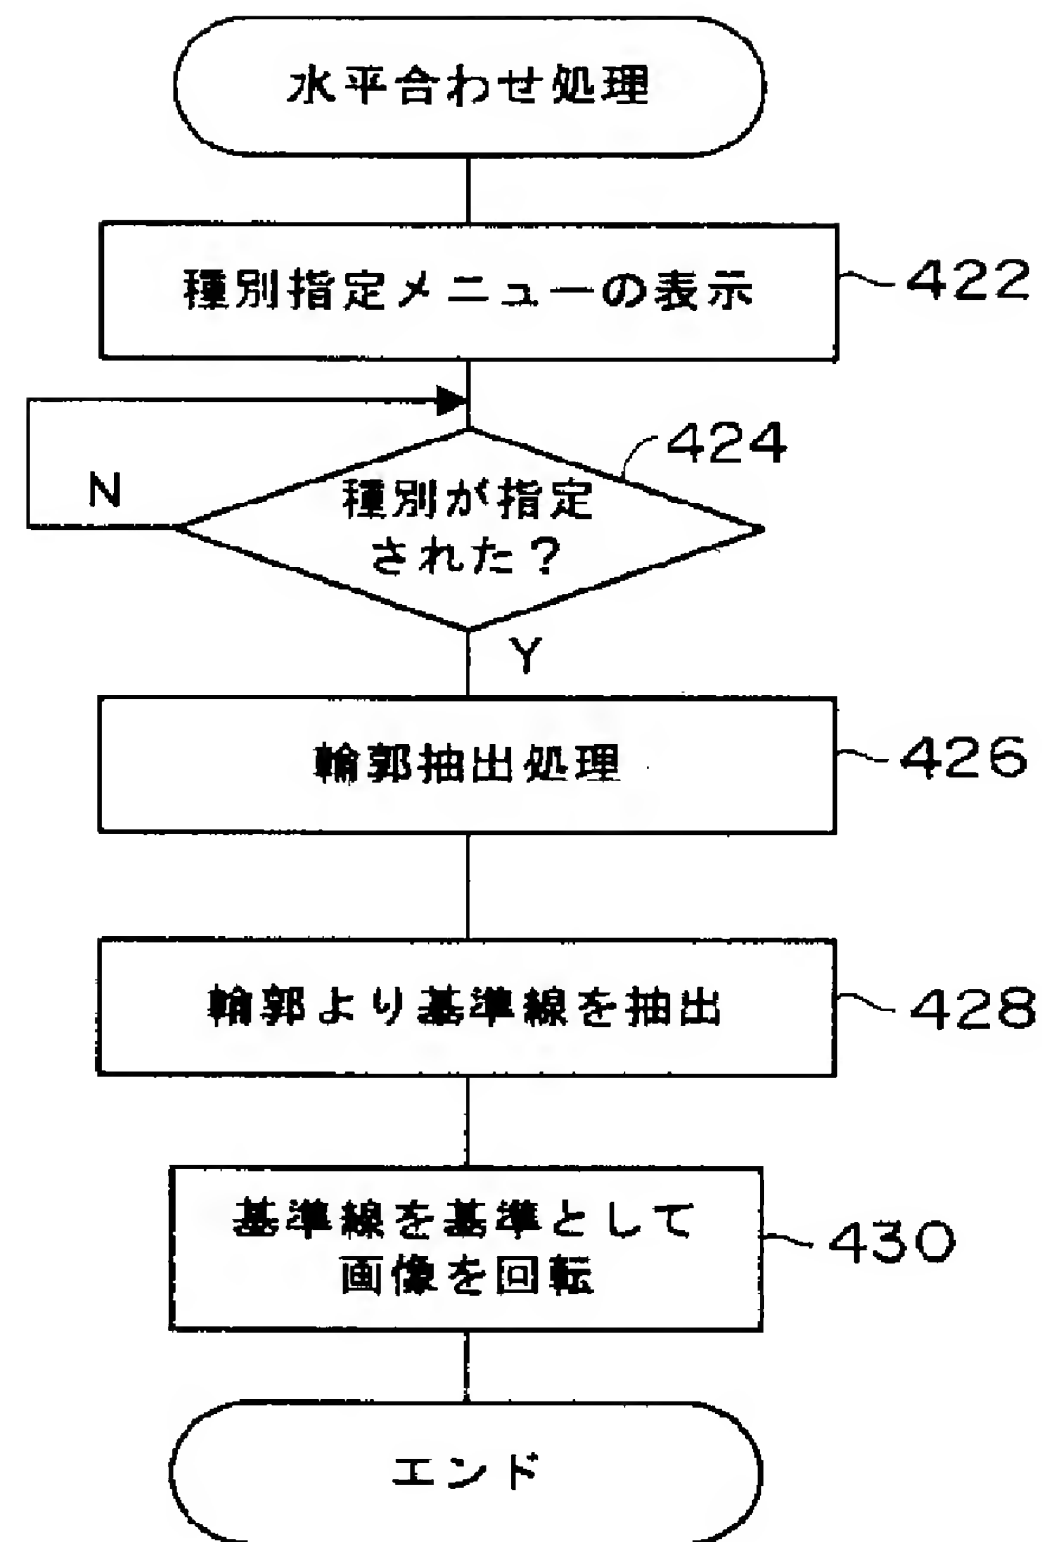 水平合わせ処理
種別指定メニューの表示
422
424
N
種別が指定
された？
Y
輪郭抽出処理
426
輪郭より基準線を抽出
428
基準線を基準として
画像を回転
430
エンド